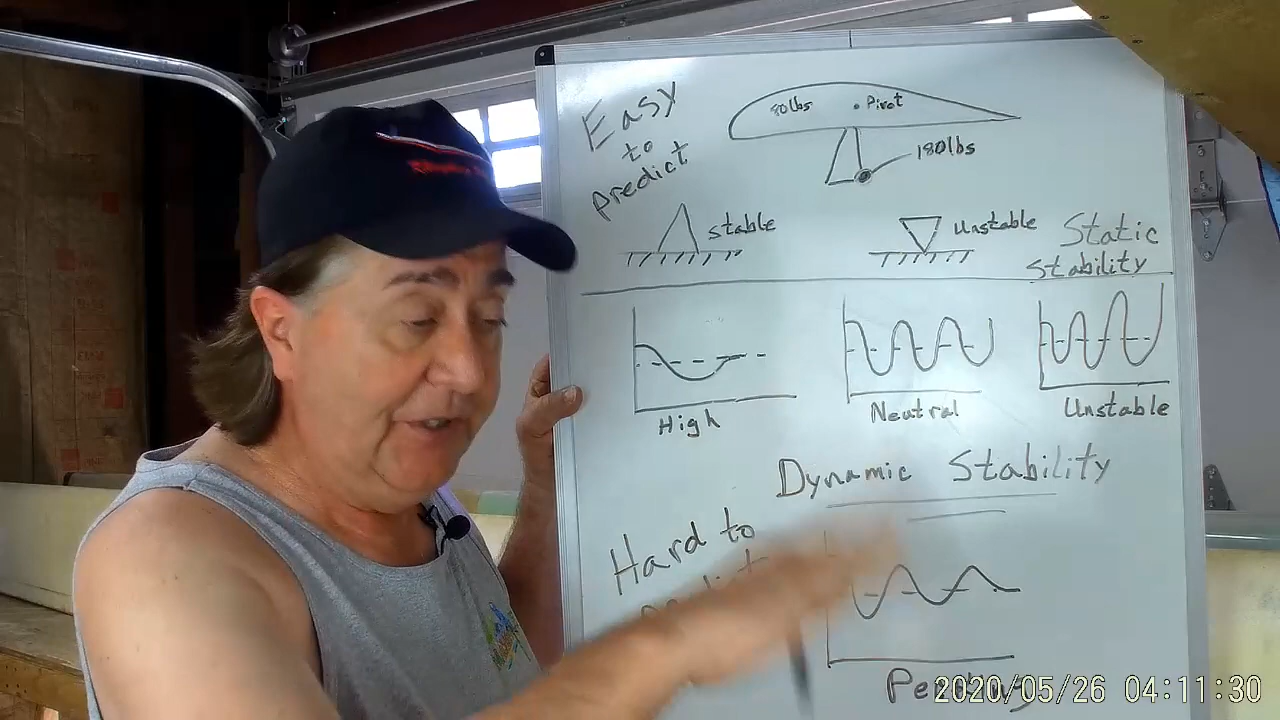 Easy
to
predict
80lbs
Pivot
180lbs
stable
Unstable
Static
Stability
High
Neutral
Unstable
Dynamic Stability
Hard to
2020/05/26 04:11:30